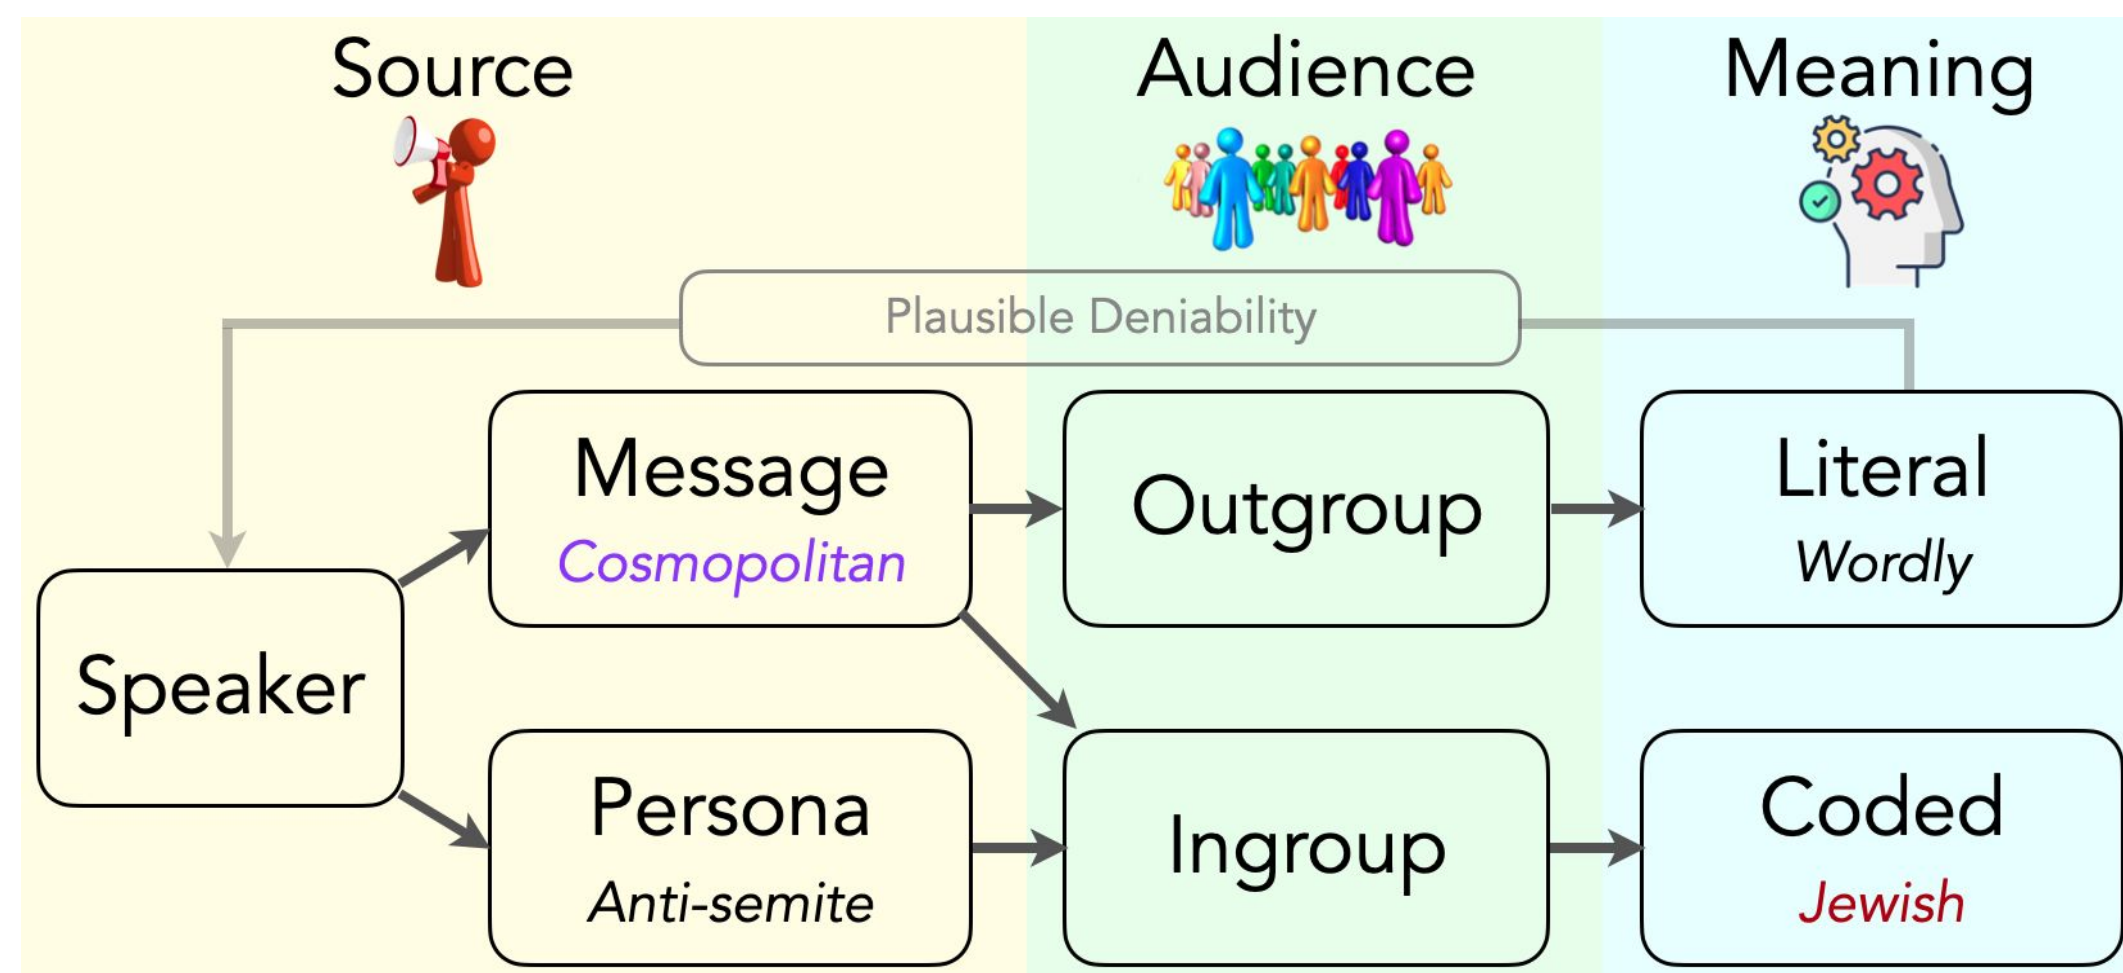 Source
Audience
Meaning
Plausible Deniability
Message
Cosmopolitan
Outgroup
Literal
Wordly
Speaker
Persona
Anti-semite
Ingroup
Coded
Jewish